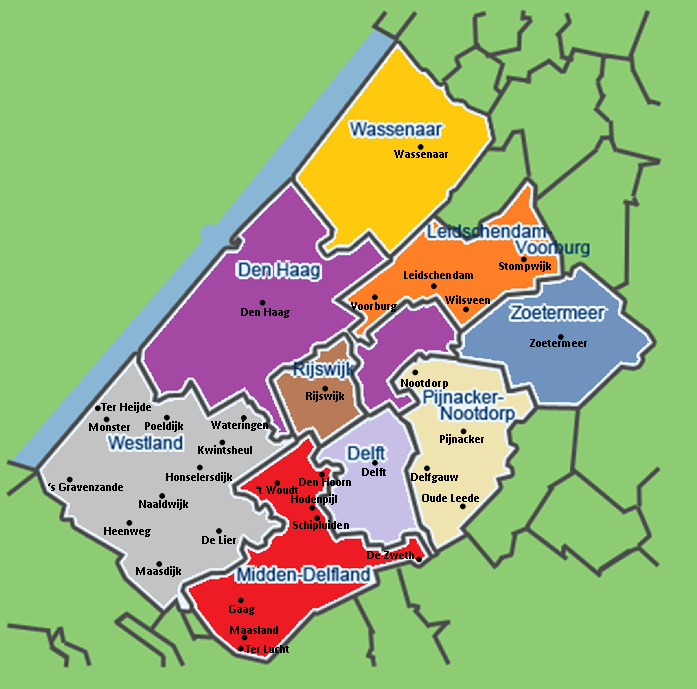 Wassenaar
Wassenaar
Leidschendam-
Voorburg
Stompwijk
Den Haag
Leidschendam
Voorburg
Wilsveen
Den Haag
Zoetermeer
Zoetermeer
Rijswijk
Rijswijk
Nootdorp
Pijnacker-
Nootdorp
Ter Heijde
Monster
Poeldijk
Wateringen
Westland
Kwintsheul
Pijnacker
Delft
Delft
Honselersdijk
Delfgauw
's Gravenzande
Den Hoorn
't Woudt
Hodenpijl
Naaldwijk
Oude Leede
Schipluiden
Heenweg
De Lier
De Zweth
Maasdijk
Midden-Delfland
Gaag
Maasland
Ter Lucht